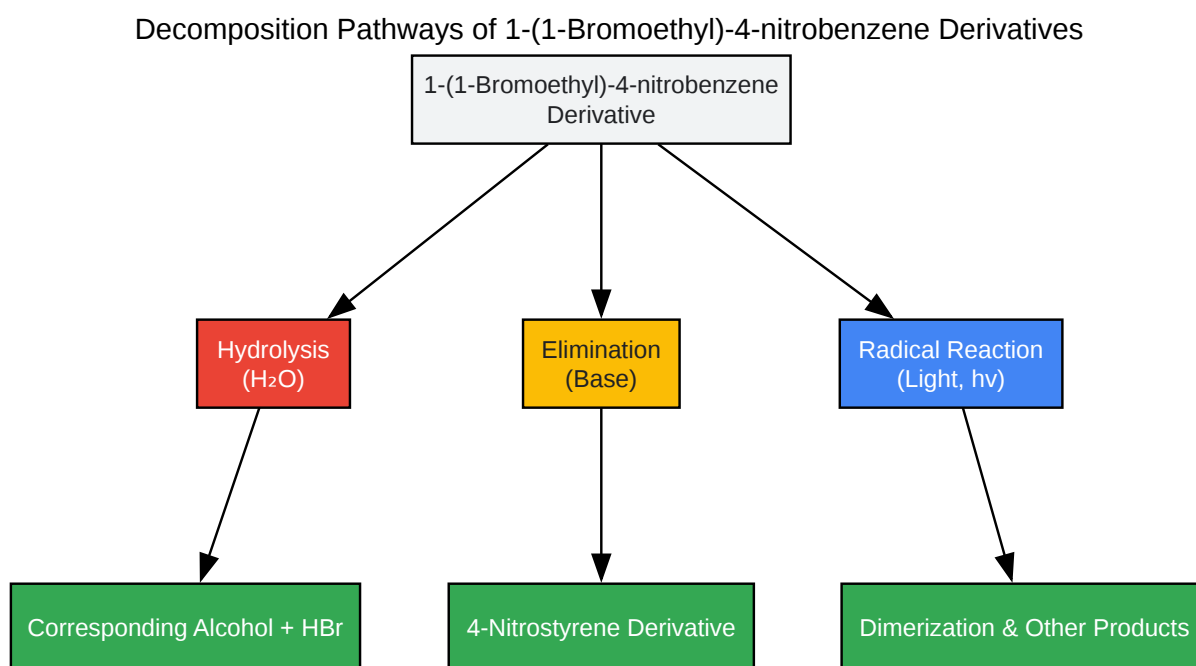 Decomposition Pathways of 1-(1-Bromoethyl)-4-nitrobenzene Derivatives
1-(1-Bromoethyl)-4-nitrobenzene
Derivative
Hydrolysis
(H₂O)
Elimination
(Base)
Radical Reaction
(Light, hv)
Corresponding Alcohol + HBr
4-Nitrostyrene Derivative
Dimerization & Other Products